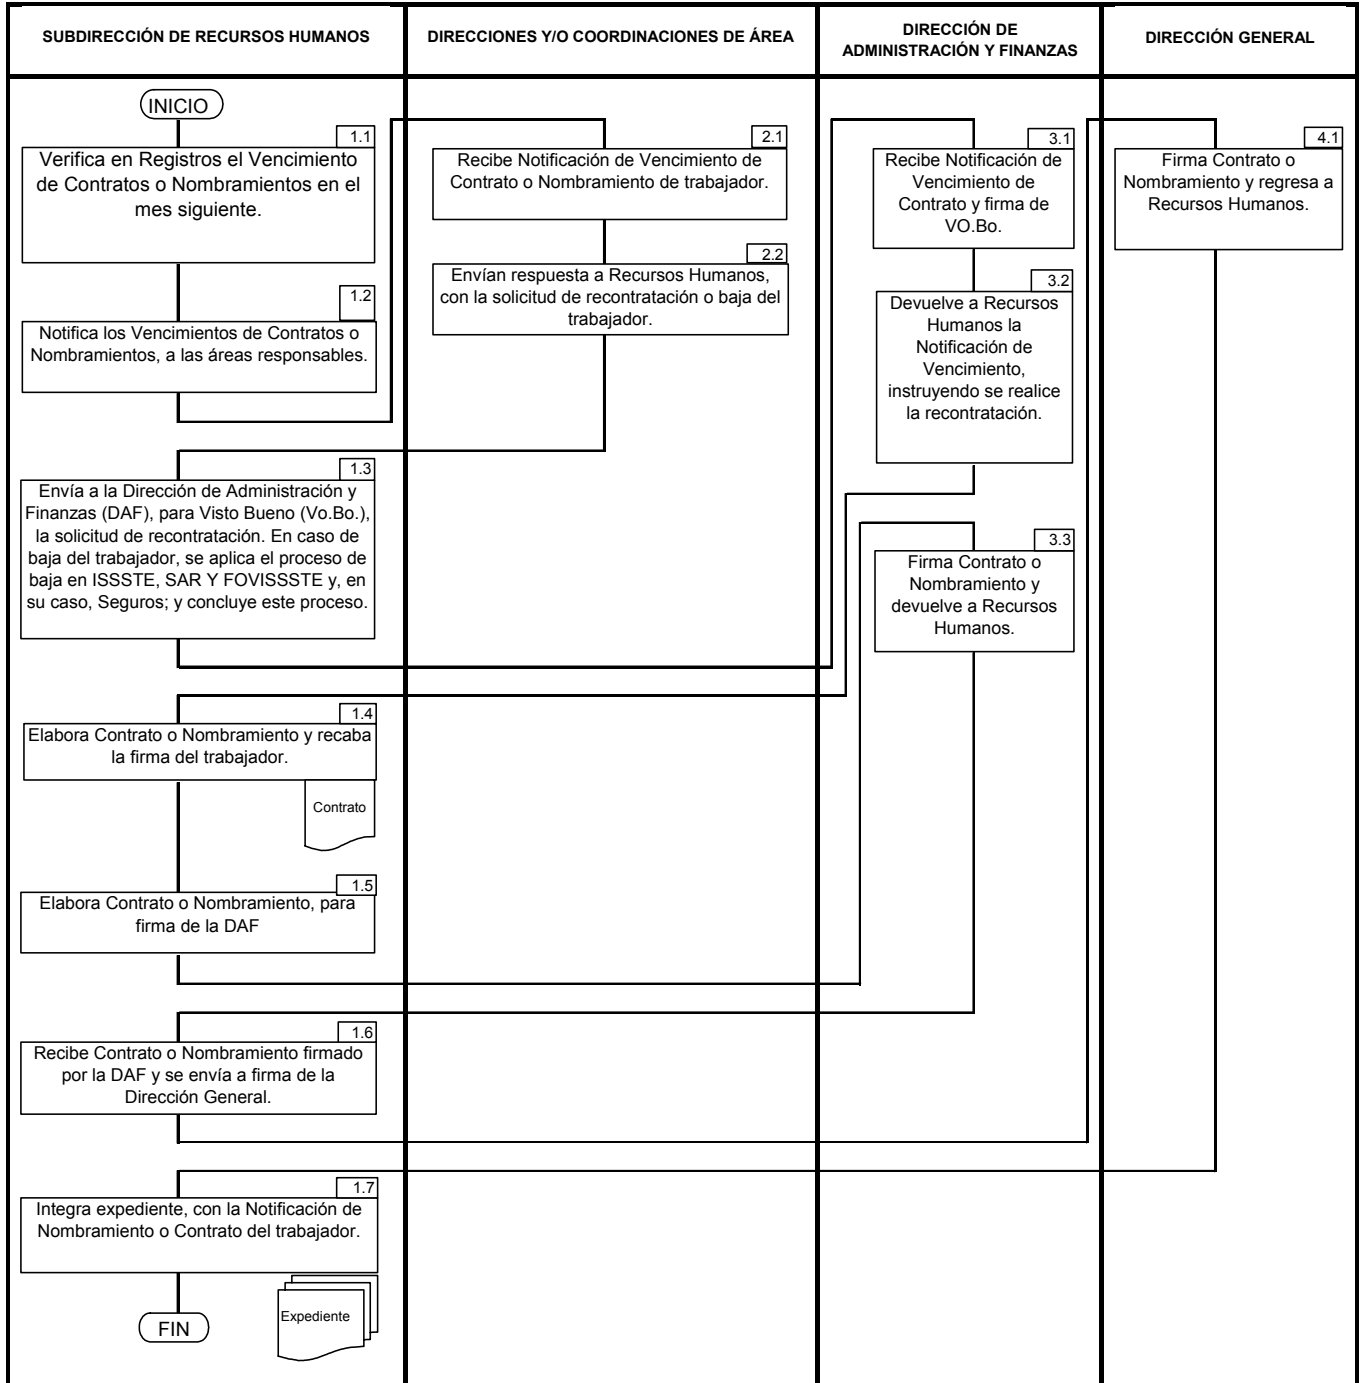 SUBDIRECCIÓN DE RECURSOS HUMANOS
DIRECCIONES Y/O COORDINACIONES DE ÁREA
DIRECCIÓN DE
ADMINISTRACIÓN Y FINANZAS
DIRECCIÓN GENERAL
INICIO
1.1
Verifica en Registros el Vencimiento
de Contratos o Nombramientos en el
mes siguiente.
1.2
Notifica los Vencimientos de Contratos o
Nombramientos, a las áreas responsables.
2.1
Recibe Notificación de Vencimiento de
Contrato o Nombramiento de trabajador.
2.2
Envían respuesta a Recursos Humanos,
con la solicitud de recontratación o baja del
trabajador.
1.3
Envía a la Dirección de Administración y
Finanzas (DAF), para Visto Bueno (Vo.Bo.),
la solicitud de recontratación. En caso de
baja del trabajador, se aplica el proceso de
baja en ISSSTE, SAR Y FOVISSSTE y, en
su caso, Seguros; y concluye este proceso.
3.1
Recibe Notificación de
Vencimiento de
Contrato y firma de
VO.Bo.
3.2
Devuelve a Recursos
Humanos la
Notificación de
Vencimiento,
instruyendo se realice
la recontratación.
1.4
Elabora Contrato o Nombramiento y recaba
la firma del trabajador.
Contrato
1.5
Elabora Contrato o Nombramiento, para
firma de la DAF
3.3
Firma Contrato o
Nombramiento y
devuelve a Recursos
Humanos.
1.6
Recibe Contrato o Nombramiento firmado
por la DAF y se envía a firma de la
Dirección General.
4.1
Firma Contrato o
Nombramiento y regresa a
Recursos Humanos.
1.7
Integra expediente, con la Notificación de
Nombramiento o Contrato del trabajador.
Expediente
FIN